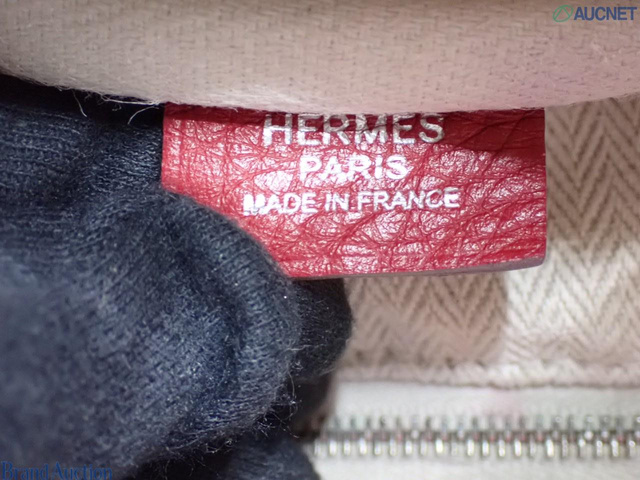 AUCNET
HERMES
PARIS
MADE IN FRANCE
Brand Auction